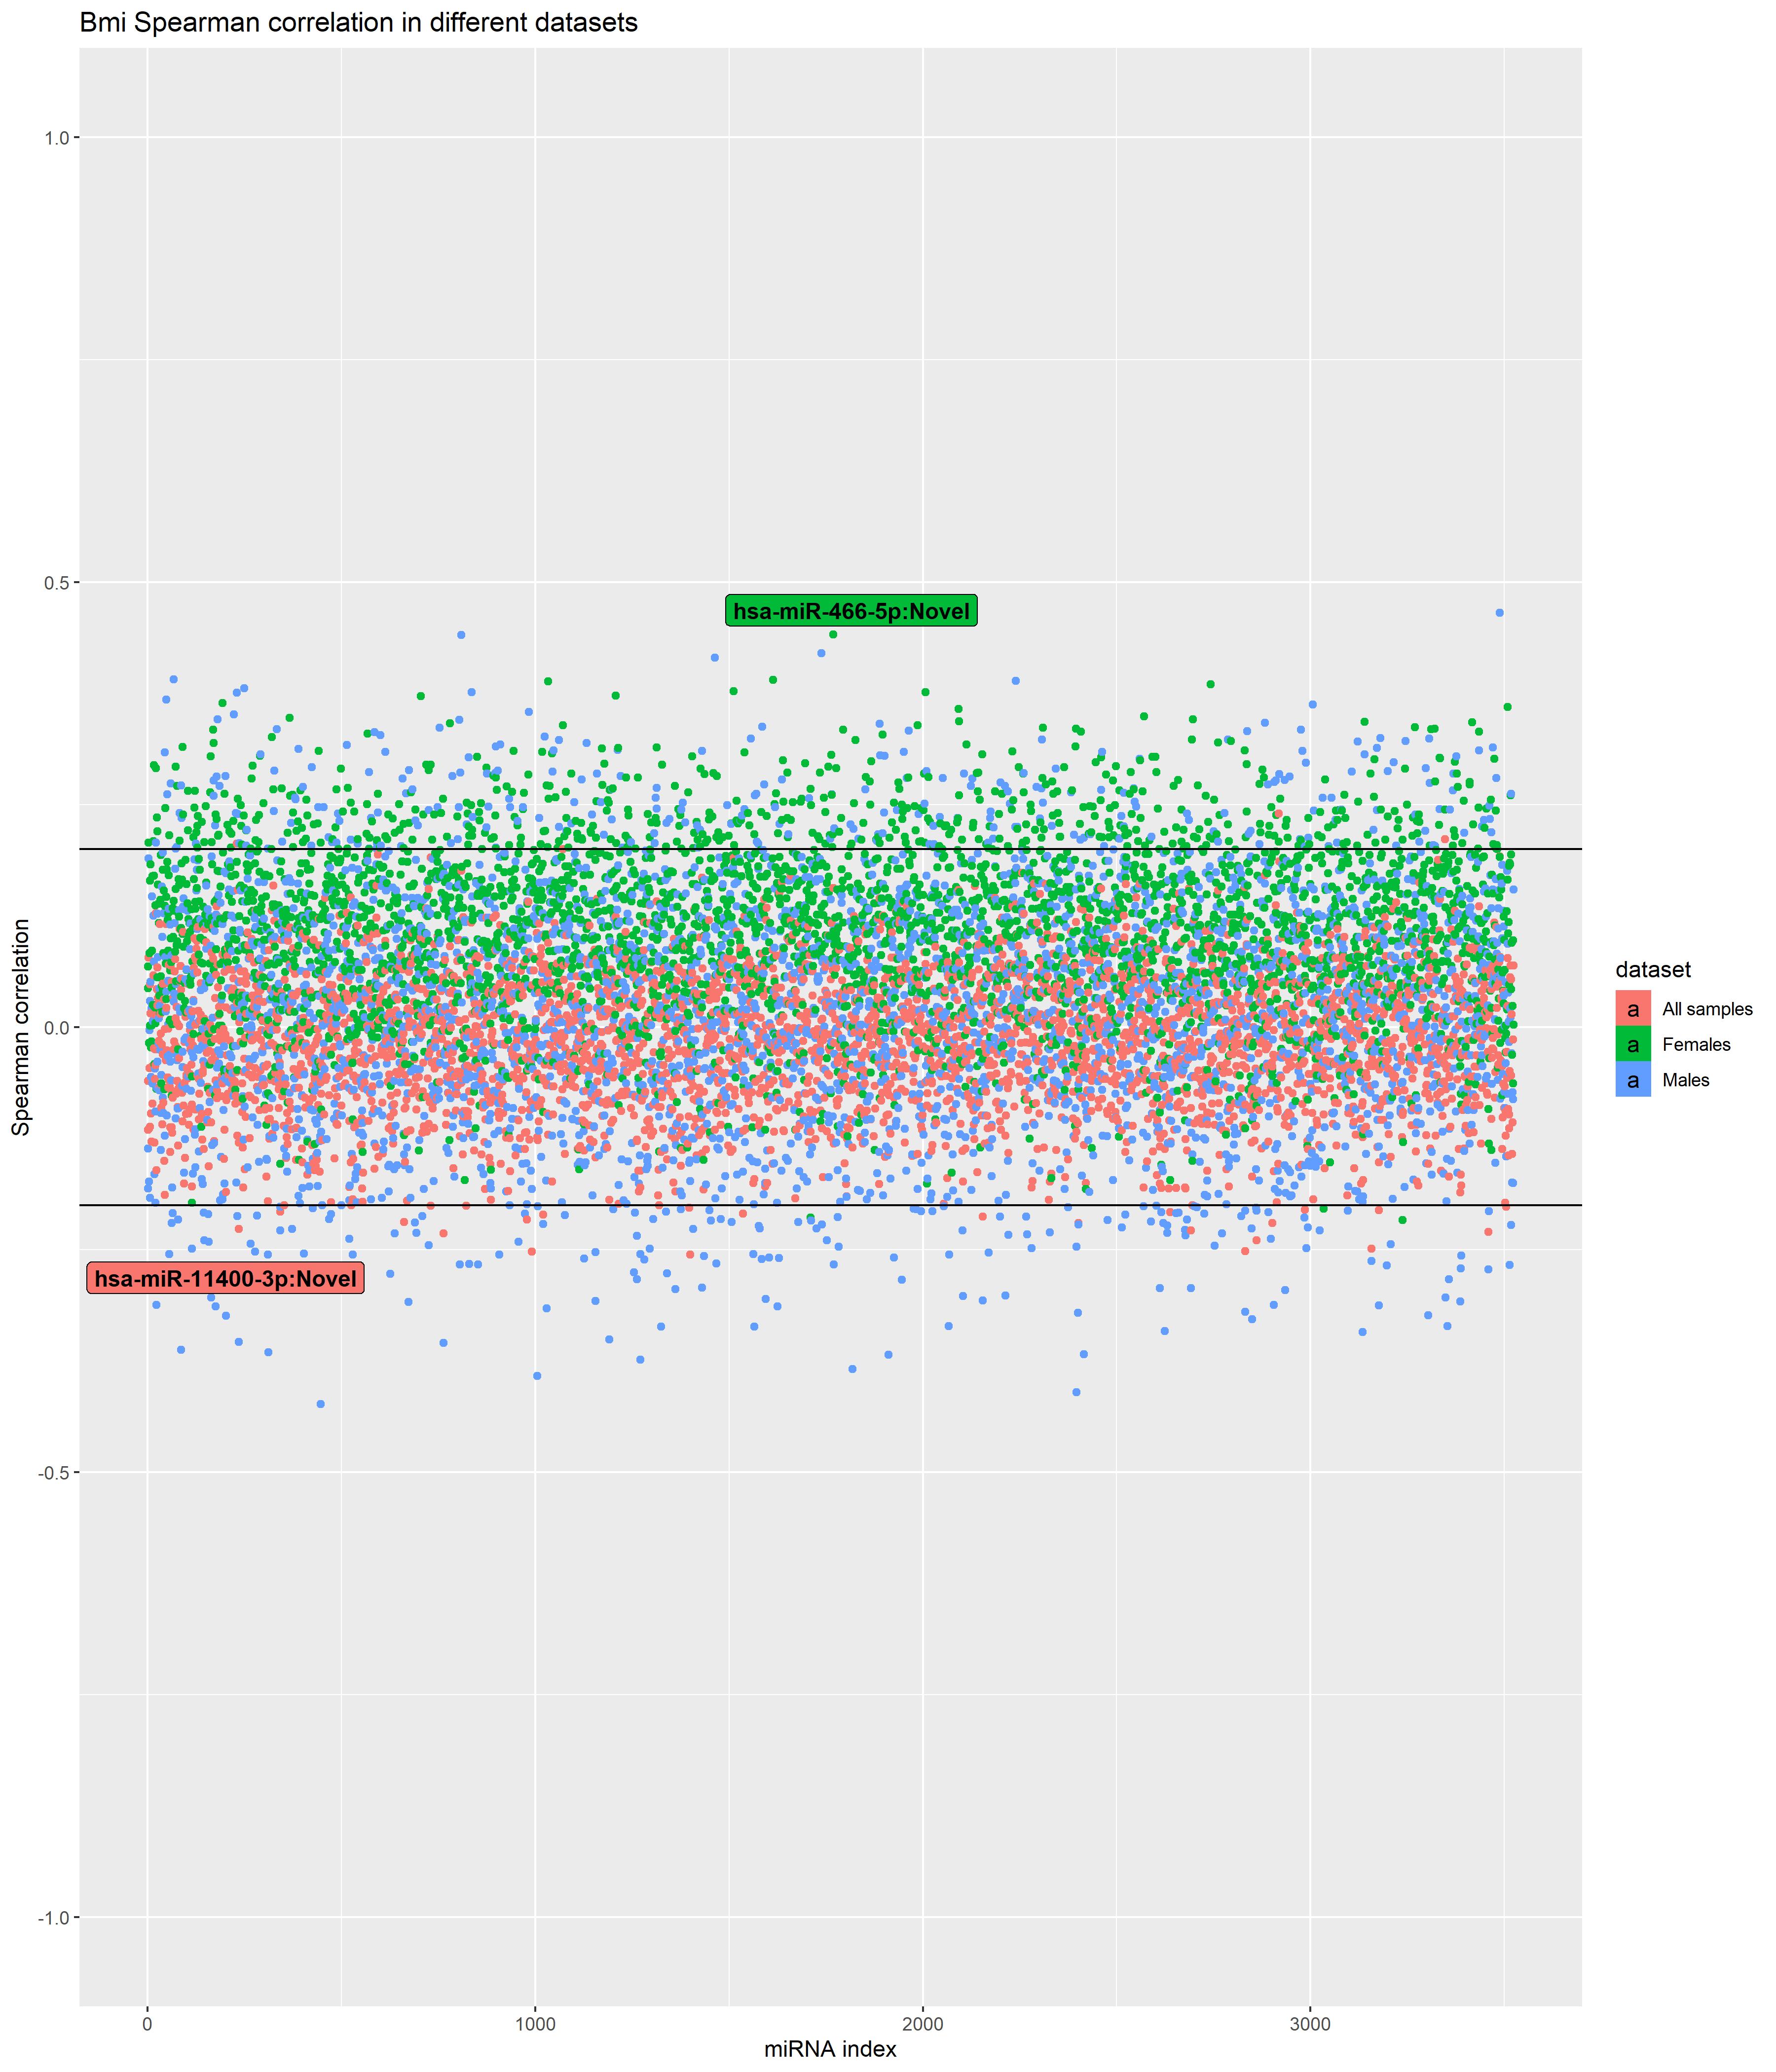 Bmi Spearman correlation in different datasets
1.0
0.5
0.0
-0.5
-1.0
Spearman correlation
hsa-miR-466-5p:Novel
hsa-miR-11400-3p:Novel
0
1000
2000
3000
miRNA index
dataset
a All samples
a Females
a Males